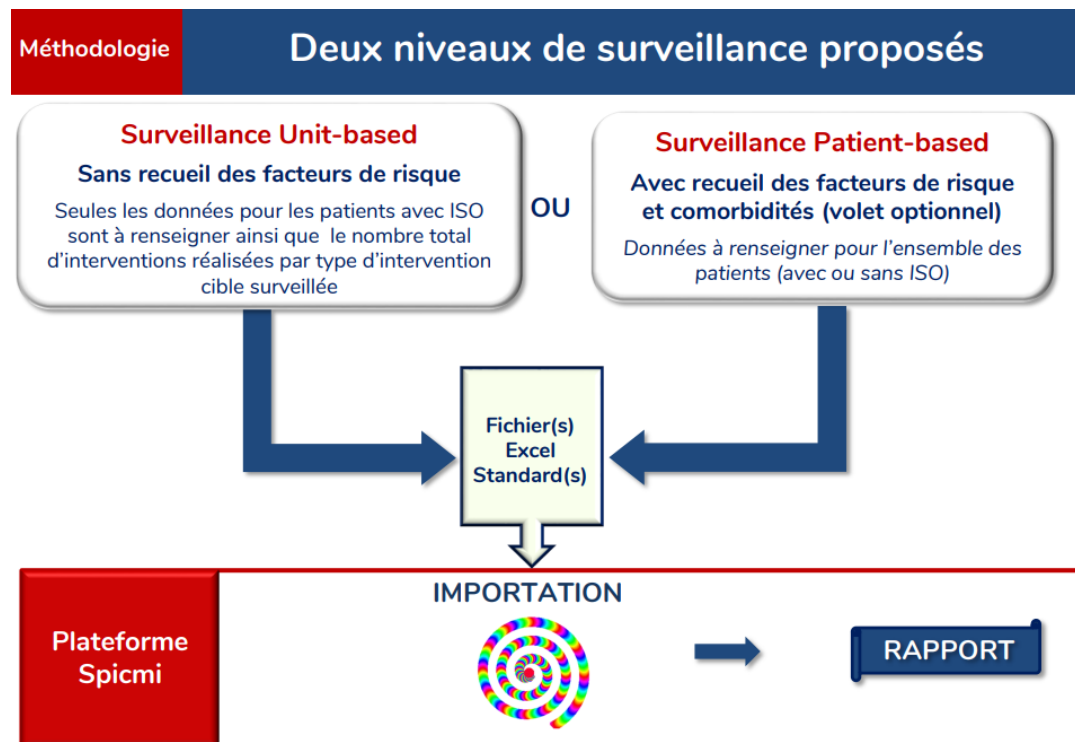 Méthodologie
Deux niveaux de surveillance proposés
Surveillance Unit-based
Sans recueil des facteurs de risque
Seules les données pour les patients avec ISO
sont à renseigner ainsi que le nombre total
d'interventions réalisées par type d'intervention
cible surveillée
OU
Surveillance Patient-based
Avec recueil des facteurs de risque
et comorbidités (volet optionnel)
Données à renseigner pour l'ensemble des
patients (avec ou sans ISO)
Fichier(s)
Excel
Standard(s)
Plateforme
Spicmi
IMPORTATION
RAPPORT